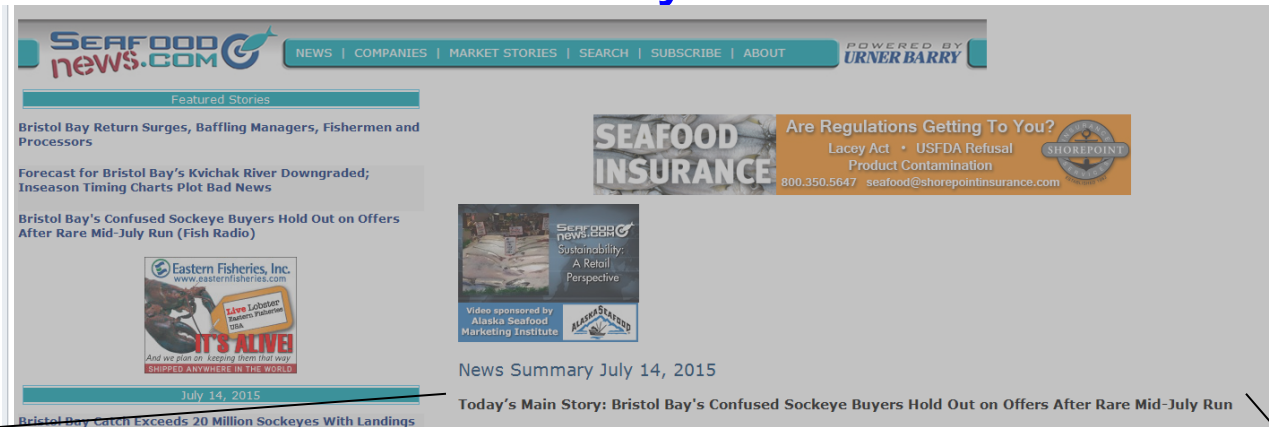 SEAFOOD
news.com
NEWS | COMPANIES | MARKET STORIES | SEARCH | SUBSCRIBE | ABOUT
POWERED BY
URNER BARRY
Featured Stories
Bristol Bay Return Surges, Baffling Managers, Fishermen and
Processors
Forecast for Bristol Bay's Kvichak River Downgraded;
Inseason Timing Charts Plot Bad News
Bristol Bay's Confused Sockeye Buyers Hold Out on Offers
After Rare Mid-July Run (Fish Radio)
Eastern Fisheries, Inc.
www.easternfisheries.com
Live Lobster
Eastern Fisheries
USA
IT'S ALIVE!
And we plan on keeping them that way
SHIPPED ANYWHERE IN THE WORLD
July 14, 2015
Bristol Bay Catch Exceeds 20 Million Sockeyes With Landings
SEAFOOD
INSURANCE
Are Regulations Getting To You?
Lacey Act • USFDA Refusal
Product Contamination
800.350.5647 seafood@shorepointinsurance.com
SHOREPOINT
SEAFOOD
news.com
Sustainability:
A Retail
Perspective
Video sponsored by
Alaska Seafood
Marketing Institute
ALASKA SEAFOOD
News Summary July 14, 2015
Today's Main Story: Bristol Bay's Confused Sockeye Buyers Hold Out on Offers After Rare Mid-July Run